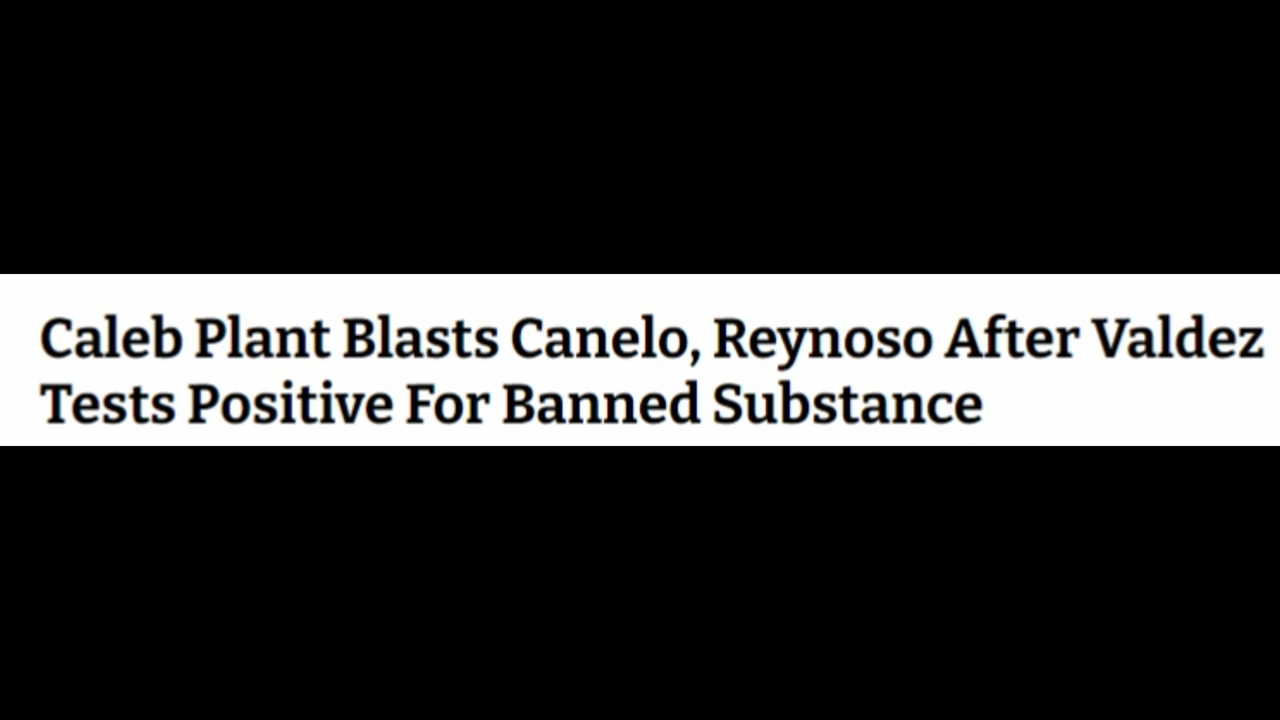 Caleb Plant Blasts Canelo, Reynoso After Valdez
Tests Positive For Banned Substance